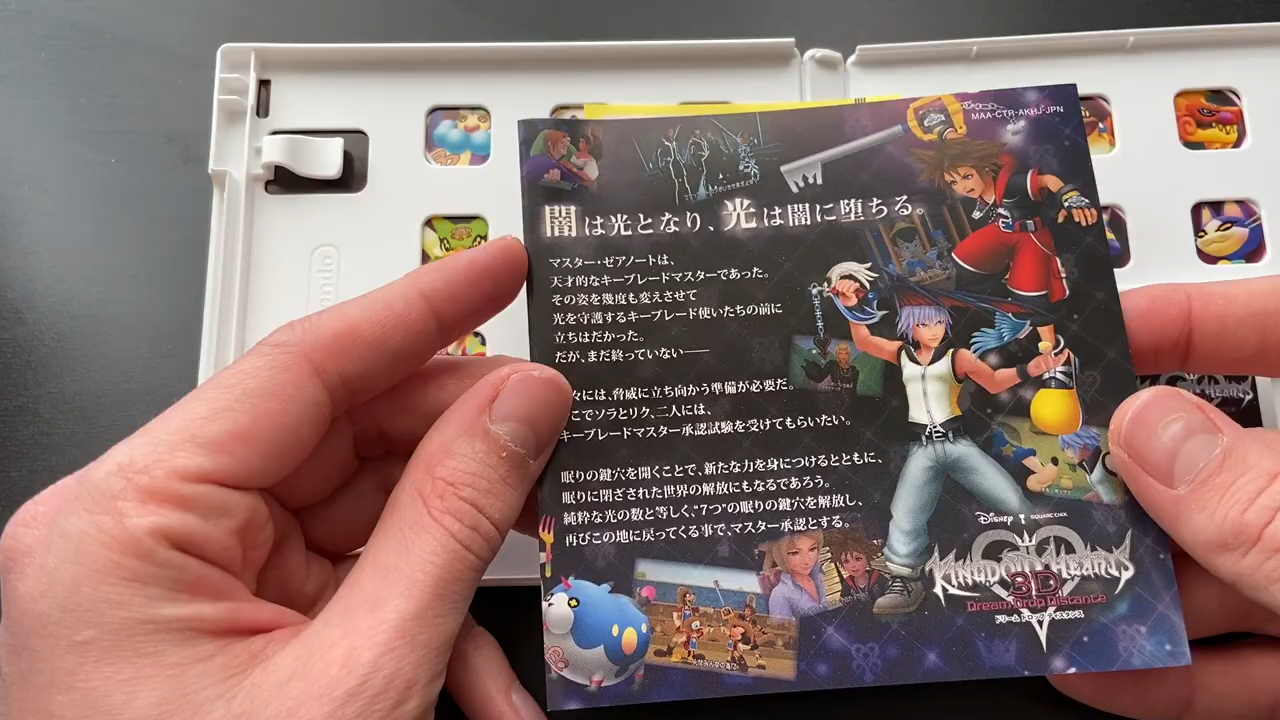 MAA-CTR-AKHJ-JPN
闇は光となり、光は闇に堕ちる。
マスター・ゼアノートは、
天才的なキーブレードマスターであった。
その姿を幾度も変えさせて
光を守護するキーブレード使いたちの前に
立ちはだかった。
だが、まだ終っていない――
々には、脅威に立ち向かう準備が必要だ。
こでソラとリク、二人には、
キーブレードマスター承認試験を受けてもらいたい。
眠りの鍵穴を開くことで、新たな力を身につけるとともに、
眠りに閉ざされた世界の解放にもなるであろう。
純粋な光の数と等しく、“7つ”の眠りの鍵穴を解放し、
再びこの地に戻ってくる事で、マスター承認とする。
Disney SQUARE ENIX
KINGDOM HEARTS
3D
Dream Drop Distance
ドリーム ドロップ ディスタンス